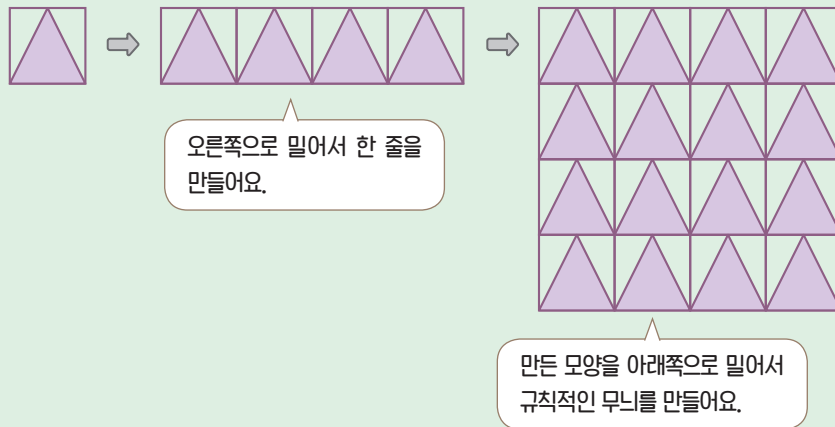 오른쪽으로 밀어서 한 줄을
만들어요.
만든 모양을 아래쪽으로 밀어서
규칙적인 무늬를 만들어요.